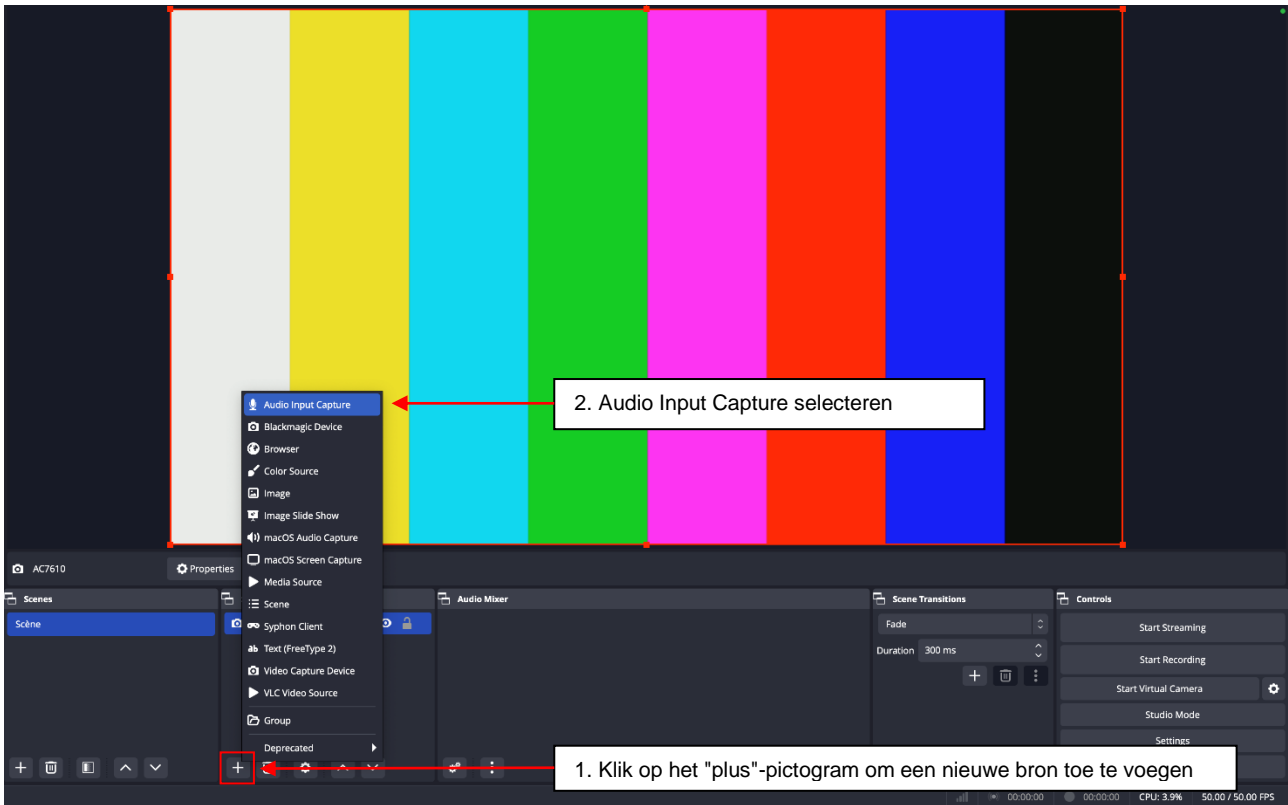 Audio Input Capture
2. Audio Input Capture selecteren
Blackmagic Device
Browser
Color Source
Image
Image Slide Show
macOS Audio Capture
macOS Screen Capture
AC7610
Properties
Media Source
Scenes
Scene
Audio Mixer
Scene Transitions
Controls
Scène
Syphon Client
Fade
Start Streaming
ab Text (FreeType 2)
Duration 300 ms
Start Recording
Video Capture Device
VLC Video Source
Start Virtual Camera
Group
Studio Mode
Settings
Deprecated
1. Klik op het "plus"-pictogram om een nieuwe bron toe te voegen
00:00:00
00:00:00
CPU: 3.9%
50.00 / 50.00 FPS